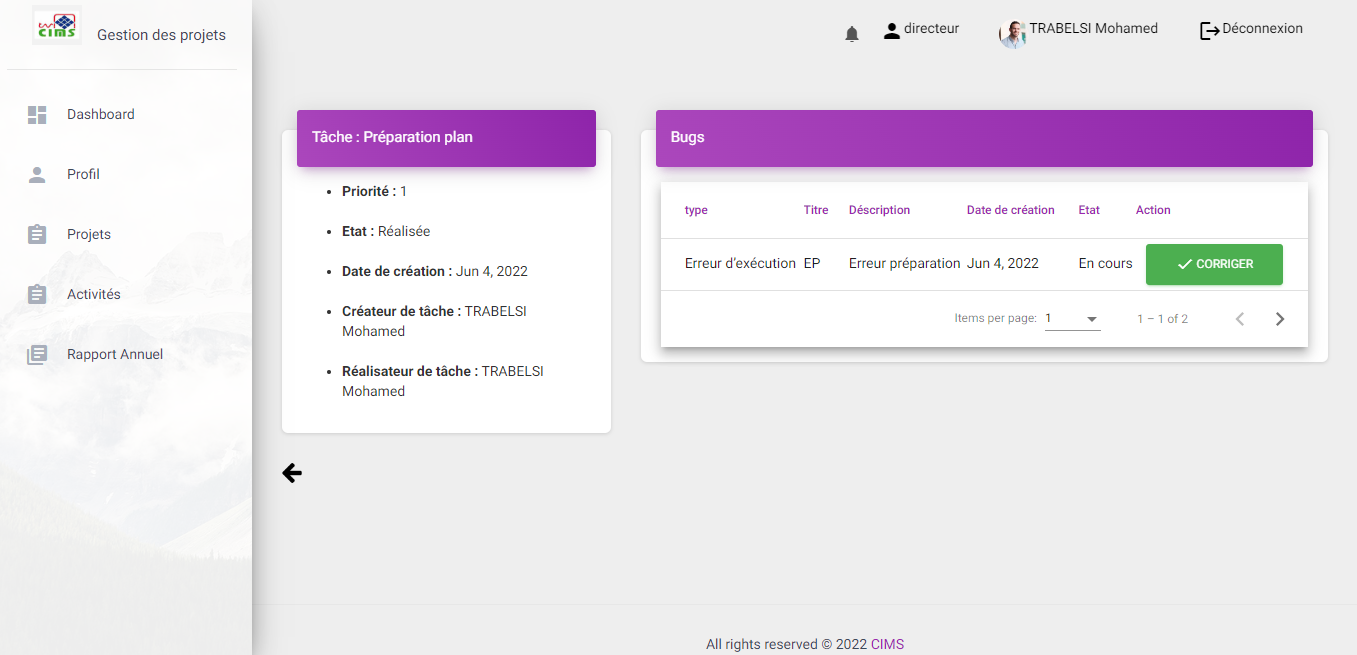 CIMS
Gestion des projets
directeur
TRABELSI Mohamed
Déconnexion
Dashboard
Profil
Projets
Activités
Rapport Annuel
Tâche : Préparation plan
Priorité : 1
Etat : Réalisée
Date de création : Jun 4, 2022
Créateur de tâche : TRABELSI
Mohamed
Réalisateur de tâche : TRABELSI
Mohamed
Bugs
type Titre Déscription Date de création Etat Action
Erreur d'exécution EP Erreur préparation Jun 4, 2022 En cours CORRIGER
Items per page: 1 1 – 1 of 2
All rights reserved © 2022 CIMS